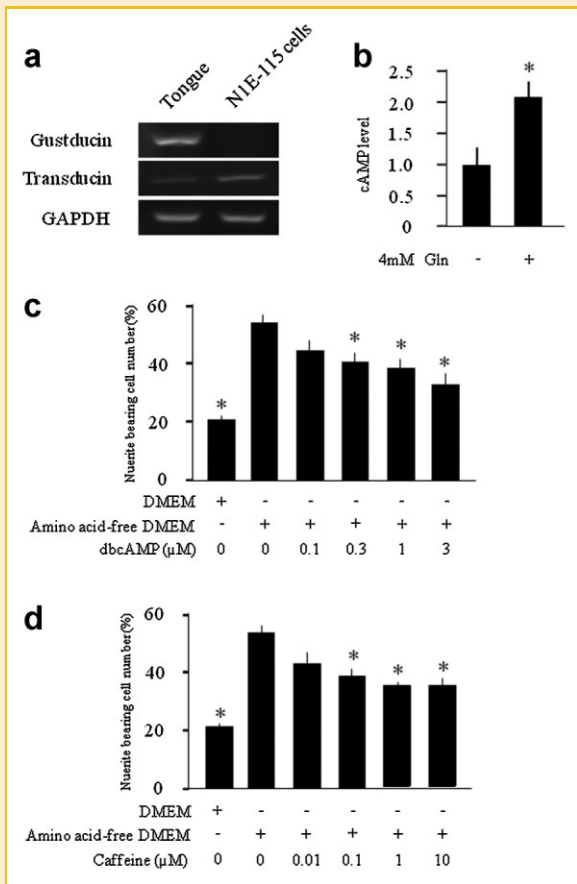 a
Tongue N1E-115 cells
Gustducin
Transducin
GAPDH
b
*
cAMP level
2.5
2.0
1.5
1.0
0.5
0
4mM Gln - +
c
Nuerite bearing cell number(%)
60
40
20
0
* * * *
DMEM + - - - - -
Amino acid-free DMEM - + + + + +
dbcAMP (µM) 0 0 0.1 0.3 1 3
d
Nuerite bearing cell number(%)
60
40
20
0
* * * *
DMEM + - - - - -
Amino acid-free DMEM - + + + + +
Caffeine (µM) 0 0 0.01 0.1 1 10